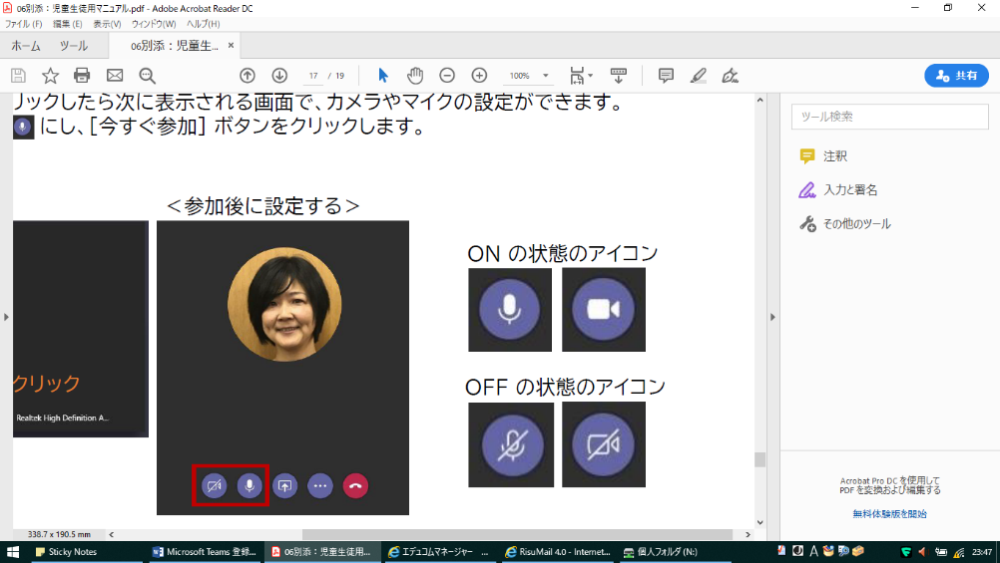 06別添：児童生徒用マニュアル.pdf - Adobe Acrobat Reader DC
ファイル(F) 編集(E) 表示(V) ウィンドウ(W) ヘルプ(H)
ホーム ツール 06別添：児童生... ×
17 / 19 100% 共有
リックしたら次に表示される画面で、カメラやマイクの設定ができます。
にし、［今すぐ参加］ ボタンをクリックします。
＜参加後に設定する＞
クリック
Realtek High Definition A...
ON の状態のアイコン
OFF の状態のアイコン
ツール検索
注釈
入力と署名
その他のツール
Acrobat Pro DC を使用して
PDF を変換および編集する
無料体験版を開始
338.7 x 190.5 mm
Sticky Notes Microsoft Teams 登録... 06別添：児童生徒用... エデュコムマネージャー ... RisuMail 4.0 - Internet... 個人フォルダ (N:) A 23:47